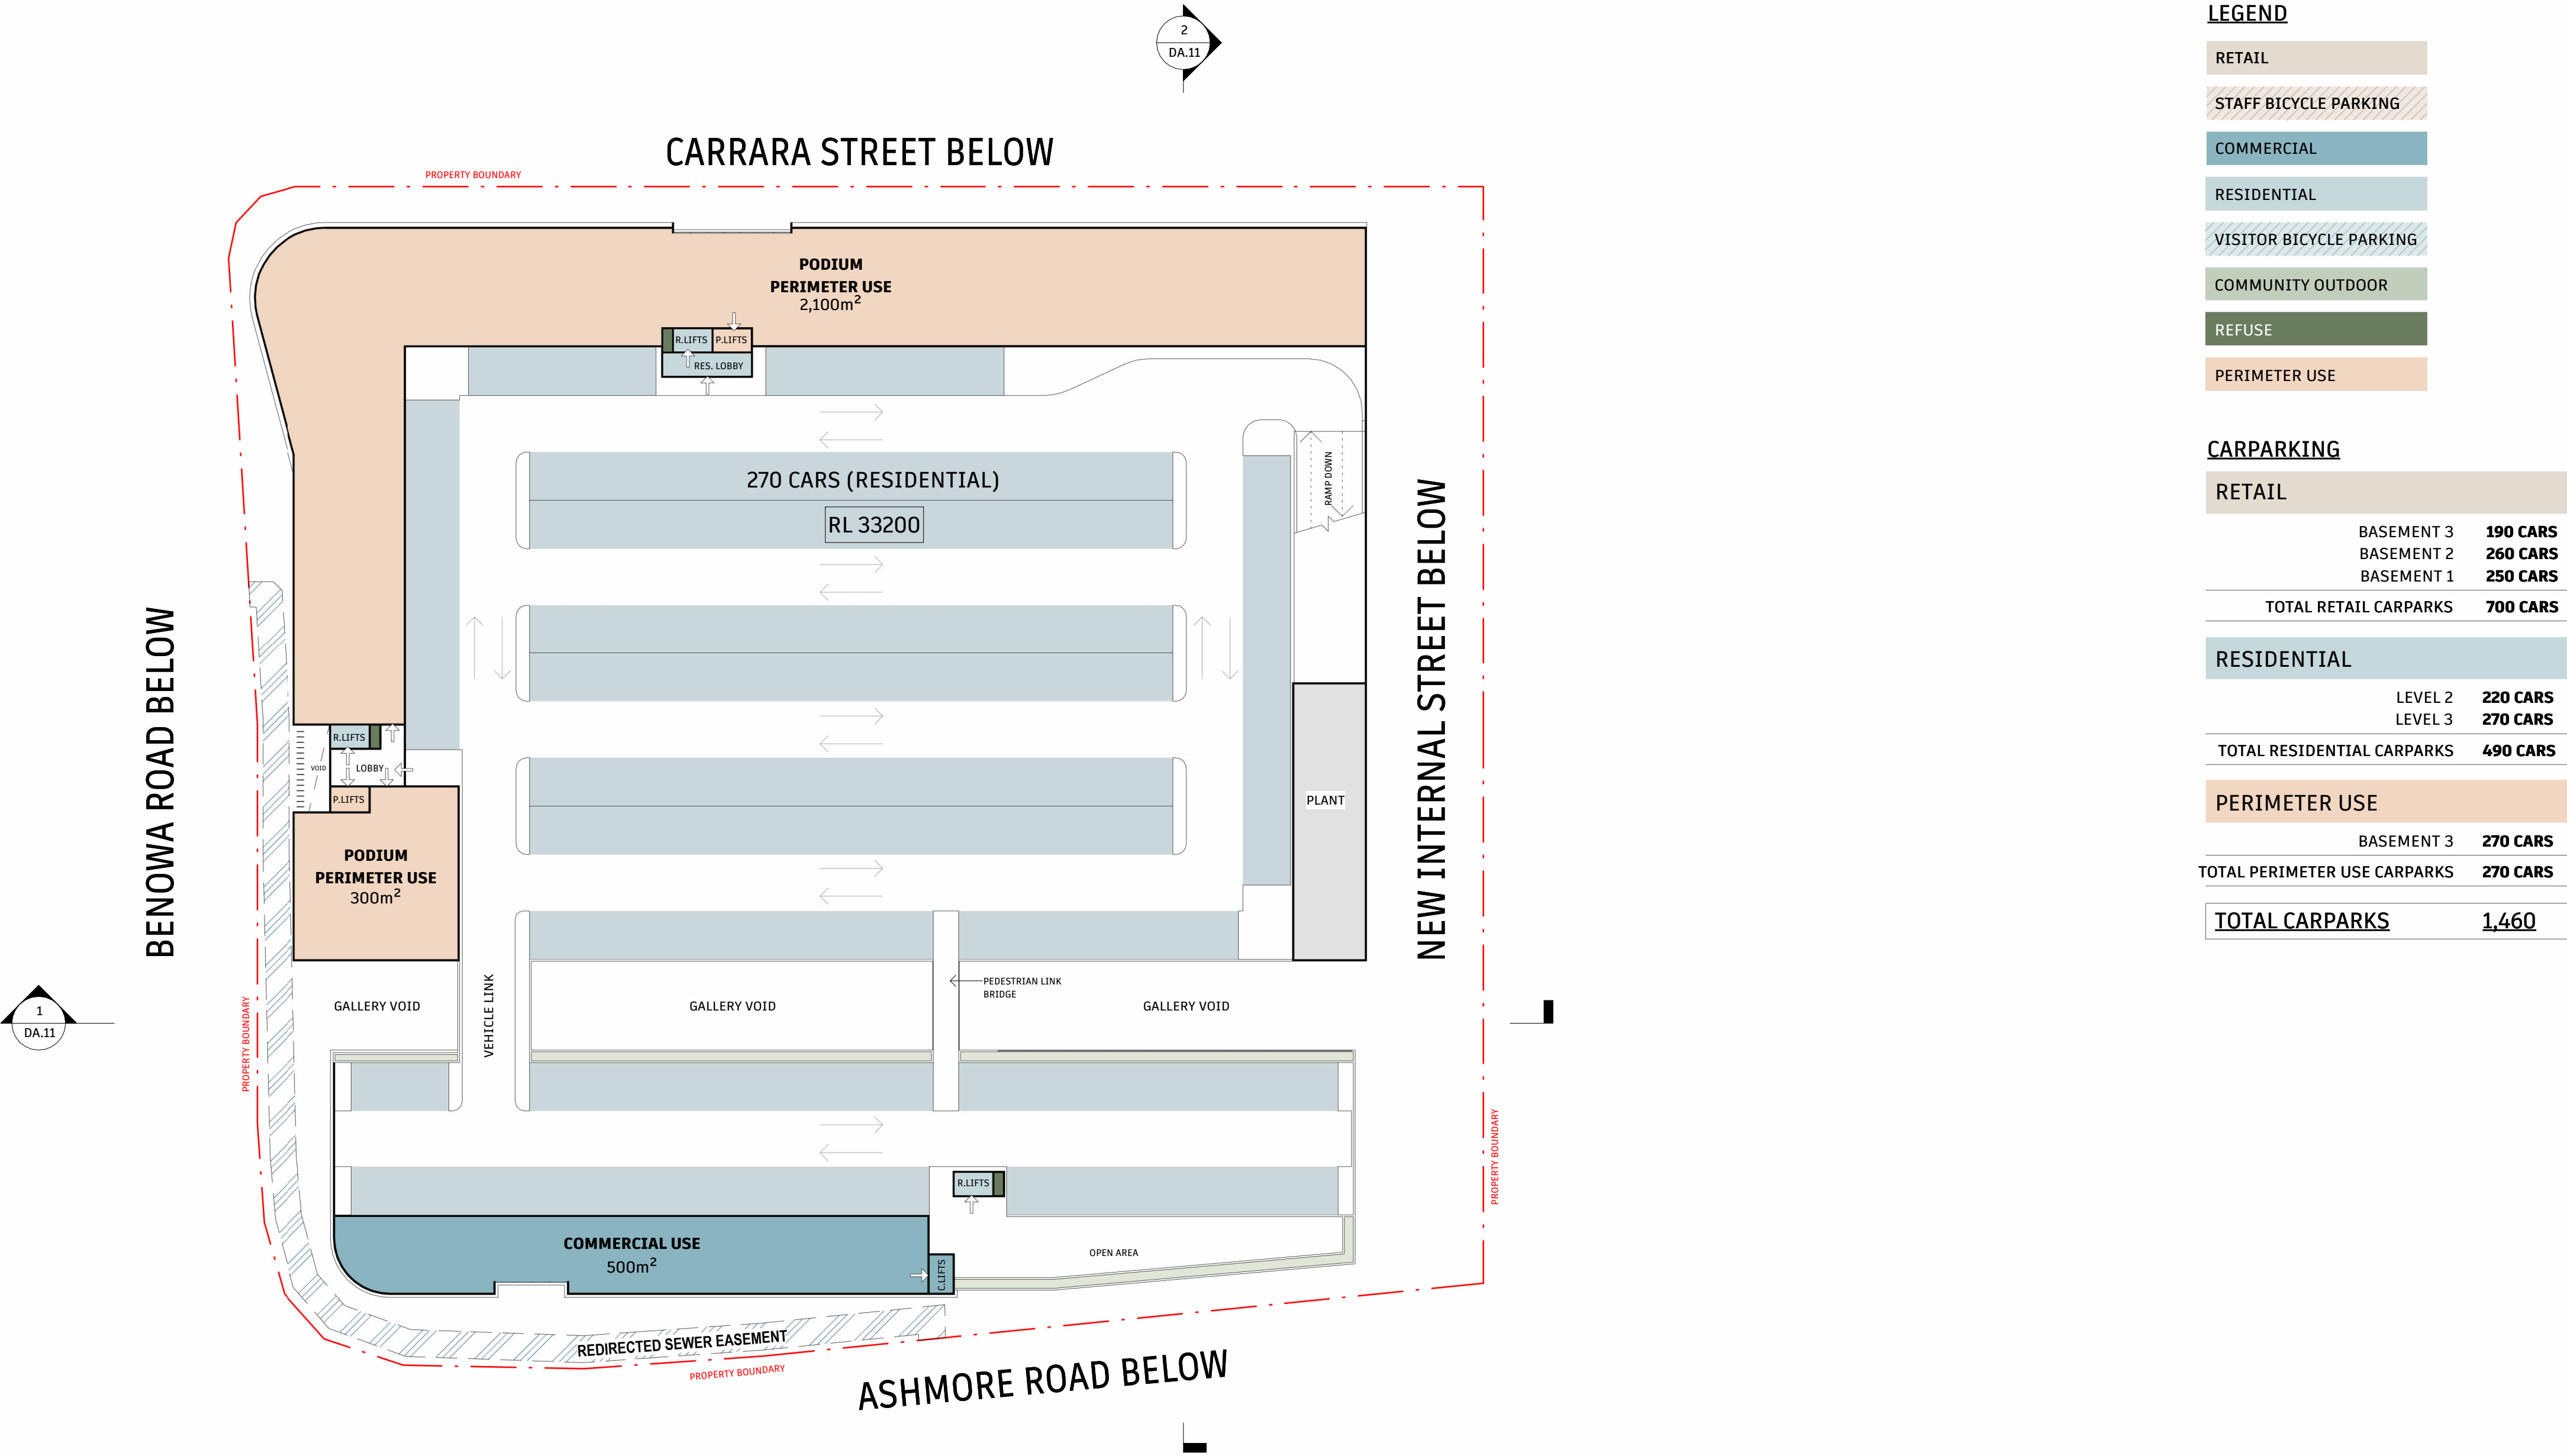 2
DA.11
CARRARA STREET BELOW
PROPERTY BOUNDARY
PODIUM
PERIMETER USE
2,100m²
R.LIFTS
P.LIFTS
RES. LOBBY
270 CARS (RESIDENTIAL)
RL 33200
RAMP DOWN
BENOWA ROAD BELOW
NEW INTERNAL STREET BELOW
R.LIFTS
VOID
LOBBY
P.LIFTS
PLANT
PODIUM
PERIMETER USE
300m²
1
DA.11
PROPERTY BOUNDARY
GALLERY VOID
VEHICLE LINK
GALLERY VOID
PEDESTRIAN LINK
BRIDGE
GALLERY VOID
PROPERTY BOUNDARY
R.LIFTS
COMMERCIAL USE
500m²
C.LIFTS
OPEN AREA
REDIRECTED SEWER EASEMENT
PROPERTY BOUNDARY
ASHMORE ROAD BELOW
LEGEND
RETAIL
STAFF BICYCLE PARKING
COMMERCIAL
RESIDENTIAL
VISITOR BICYCLE PARKING
COMMUNITY OUTDOOR
REFUSE
PERIMETER USE
CARPARKING
RETAIL
BASEMENT 3 190 CARS
BASEMENT 2 260 CARS
BASEMENT 1 250 CARS
TOTAL RETAIL CARPARKS 700 CARS
RESIDENTIAL
LEVEL 2 220 CARS
LEVEL 3 270 CARS
TOTAL RESIDENTIAL CARPARKS 490 CARS
PERIMETER USE
BASEMENT 3 270 CARS
TOTAL PERIMETER USE CARPARKS 270 CARS
TOTAL CARPARKS 1,460